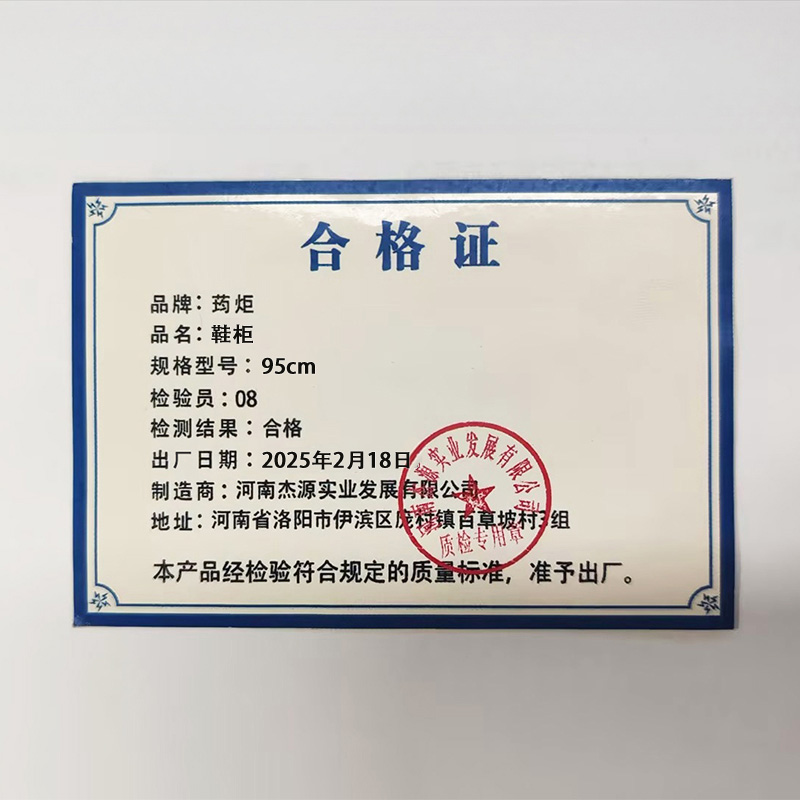 合格证
品牌：药炬
品名：鞋柜
规格型号：95cm
检验员：08
检测结果：合格
出厂日期：2025年2月18日
制造商：河南杰源实业发展有限公司
地址：河南省洛阳市伊滨区庞村镇百草坡村3组
本产品经检验符合规定的质量标准，准予出厂。
河南杰源实业发展有限公司
质检专用章